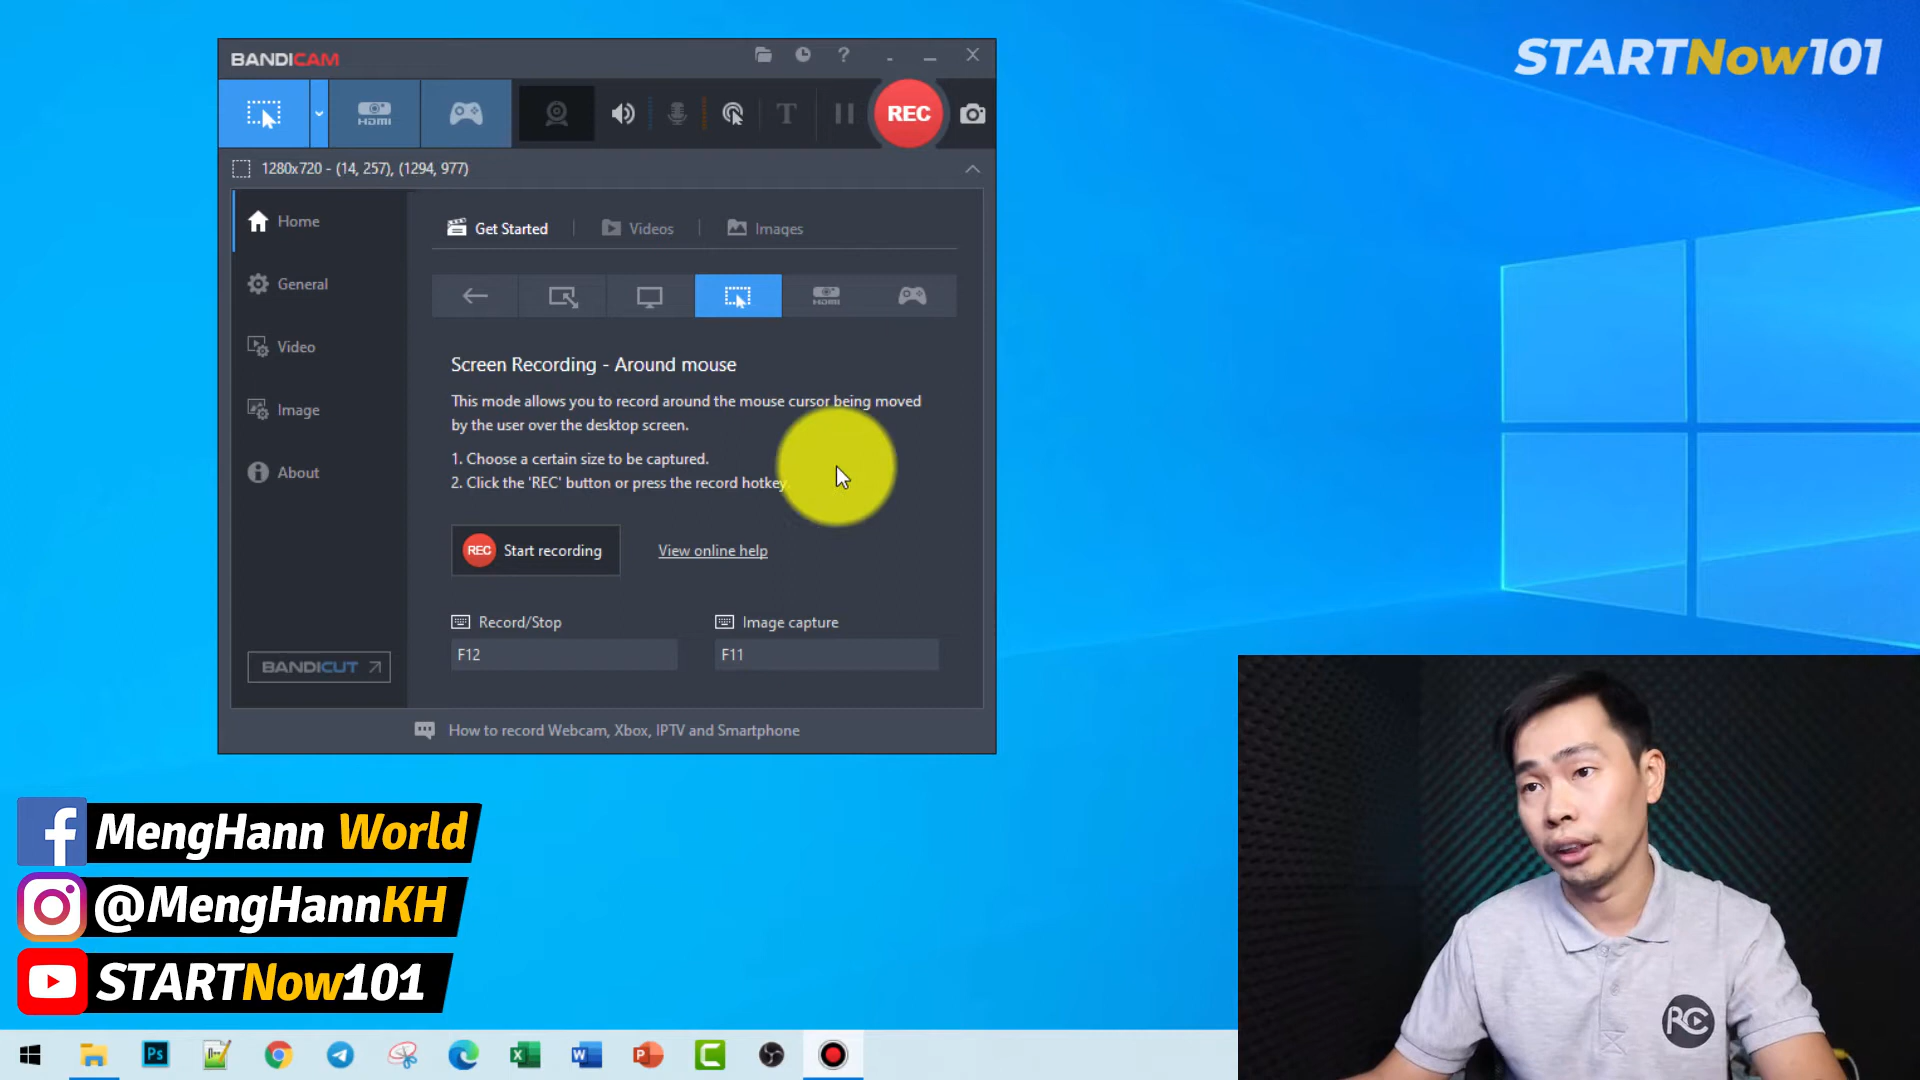 BANDICAM
STARTNow101
HDMI
T
REC
1280x720 - (14, 257), (1294, 977)
Home
General
Video
Image
About
BANDICUT
Get Started
Videos
Images
HDMI
Screen Recording - Around mouse
This mode allows you to record around the mouse cursor being moved
by the user over the desktop screen.
1. Choose a certain size to be captured.
2. Click the 'REC' button or press the record hotkey.
REC Start recording
View online help
Record/Stop
Image capture
F12
F11
How to record Webcam, Xbox, IPTV and Smartphone
MengHann World
@MengHannKH
STARTNow101
RC
Ps